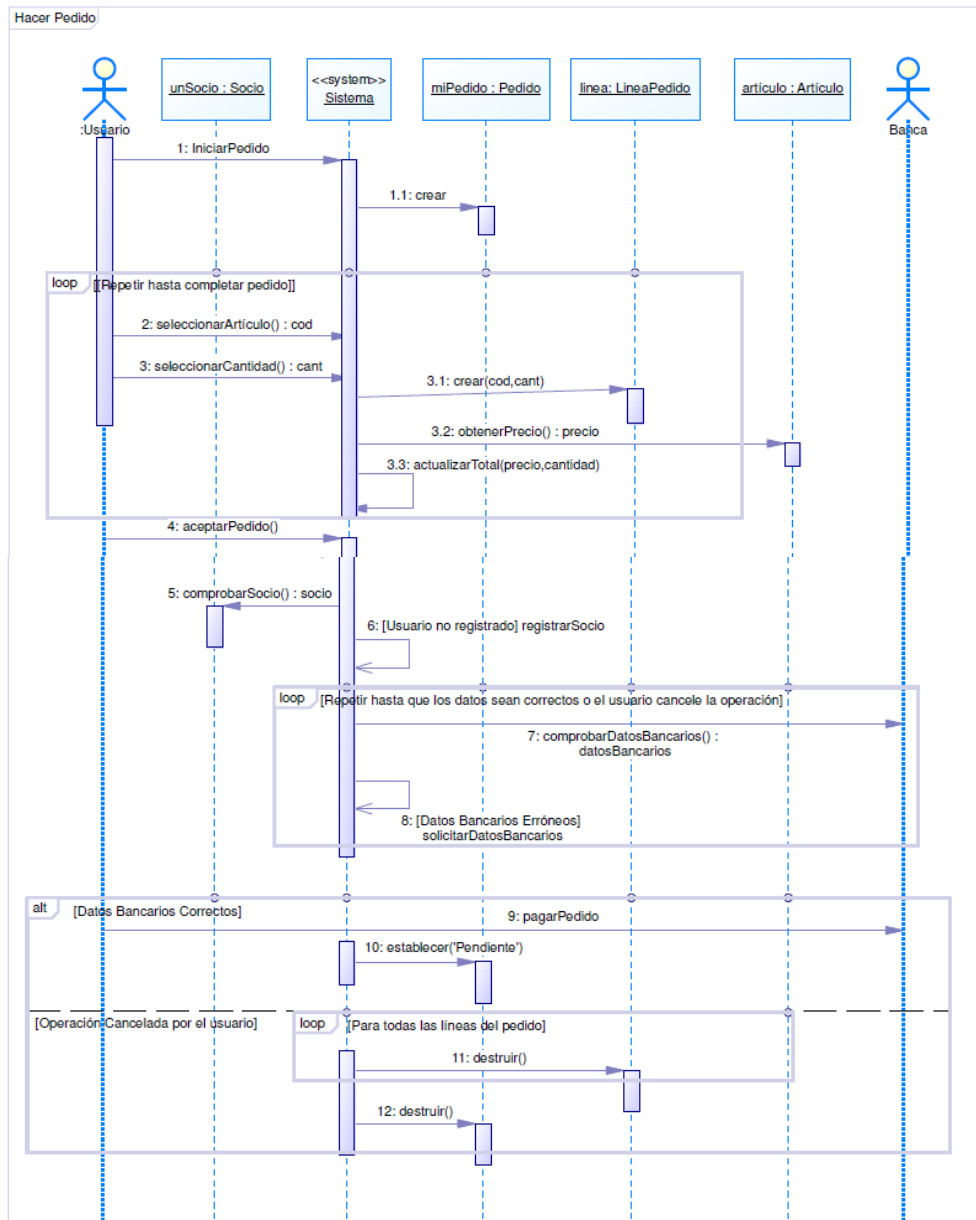 Hacer Pedido
<<system>>
unSocio : Socio
Sistema
miPedido : Pedido
linea: LineaPedido
artículo : Artículo
:Usuario
Banca
1: IniciarPedido
1.1: crear
loop
[[Repetir hasta completar pedido]]
2: seleccionarArtículo() : cod
3: seleccionarCantidad() : cant
3.1: crear(cod,cant)
3.2: obtenerPrecio() : precio
3.3: actualizarTotal(precio,cantidad)
4: aceptarPedido()
5: comprobarSocio() : socio
6: [Usuario no registrado] registrarSocio
loop
[Repetir hasta que los datos sean correctos o el usuario cancele la operación]
7: comprobarDatosBancarios() :
datosBancarios
8: [Datos Bancarios Erróneos]
solicitarDatosBancarios
alt
[Datos Bancarios Correctos]
9: pagarPedido
10: establecer('Pendiente')
[Operación Cancelada por el usuario]
loop
[Para todas las líneas del pedido]
11: destruir()
12: destruir()